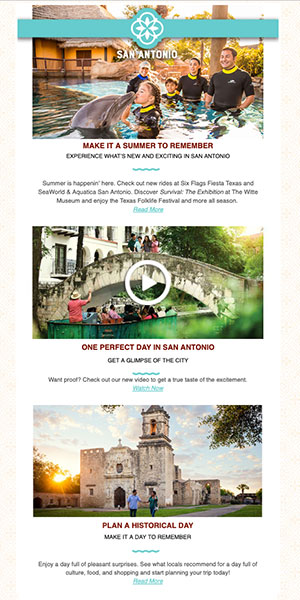 SAN ANTONIO
MAKE IT A SUMMER TO REMEMBER
EXPERIENCE WHAT'S NEW AND EXCITING IN SAN ANTONIO
Summer is happenin' here. Check out new rides at Six Flags Fiesta Texas and
SeaWorld & Aquatica San Antonio. Discover Survival: The Exhibition at The Witte
Museum and enjoy the Texas Folklife Festival and more all season.
Read More
ONE PERFECT DAY IN SAN ANTONIO
GET A GLIMPSE OF THE CITY
Want proof? Check out our new video to get a true taste of the excitement.
Watch Now
PLAN A HISTORICAL DAY
MAKE IT A DAY TO REMEMBER
Enjoy a day full of pleasant surprises. See what locals recommend for a day full of
culture, food, and shopping and start planning your trip today!
Read More